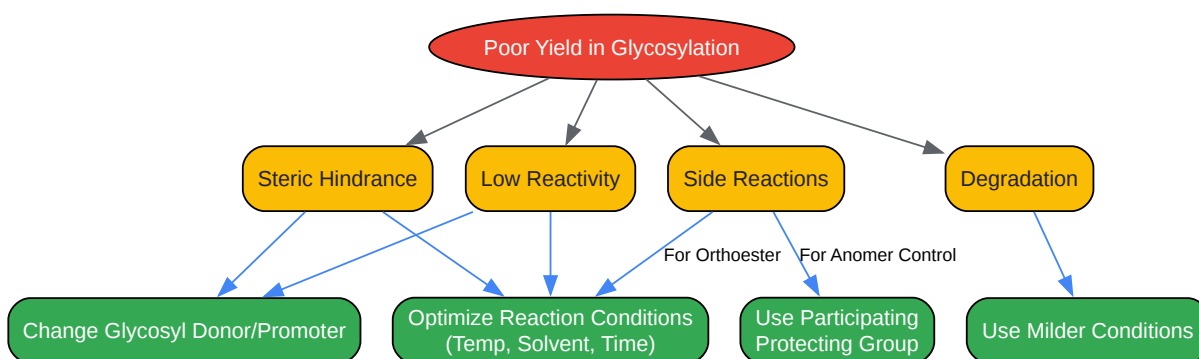 Poor Yield in Glycosylation
Steric Hindrance
Low Reactivity
Side Reactions
Degradation
For Orthoester
For Anomer Control
Change Glycosyl Donor/Promoter
Optimize Reaction Conditions
(Temp, Solvent, Time)
Use Participating
Protecting Group
Use Milder Conditions